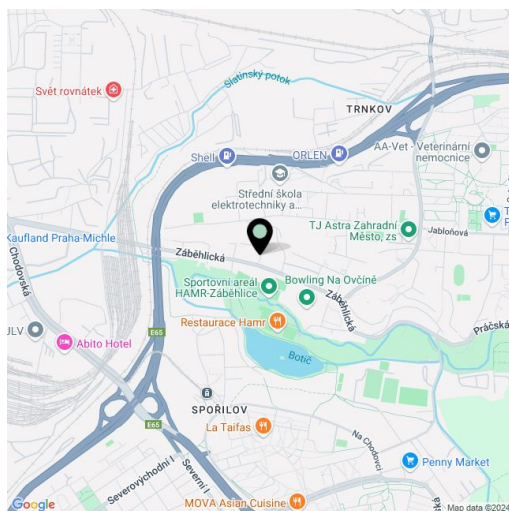 Svět rovnátek
Slatinský potok
TRNKOV
AA-Vet - Veterinární
nemocnice
Shell
ORLEN
Střední škola
elektrotechniky a...
TJ Astra Zahradní
Město, zs
Jabloňová
Kaufland Praha-Michle
Chodovská
Záběhlická
Sportovní areál
HAMR-Záběhlice
Bowling Na Ovčíně
Záběhlická
Práčská
Restaurace Hamr
E65
Abito Hotel
Botič
SPOŘILOV
E65
La Taifas
Na Chodovci
Penny Market
Severovýchodní I
Severní I
MOVA Asian Cuisine
Google
Map data ©2024